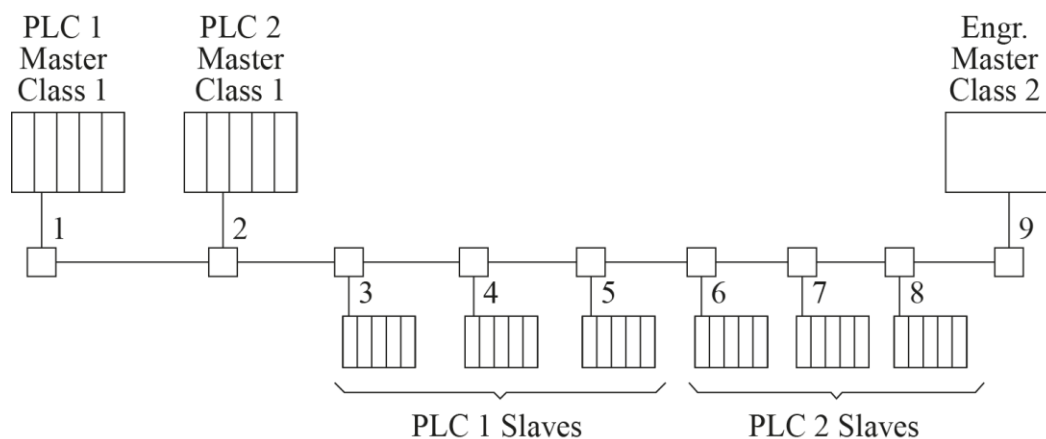 PLC 1
Master
Class 1
PLC 2
Master
Class 1
Engr.
Master
Class 2
1
2
9
3
4
5
6
7
8
PLC 1 Slaves
PLC 2 Slaves